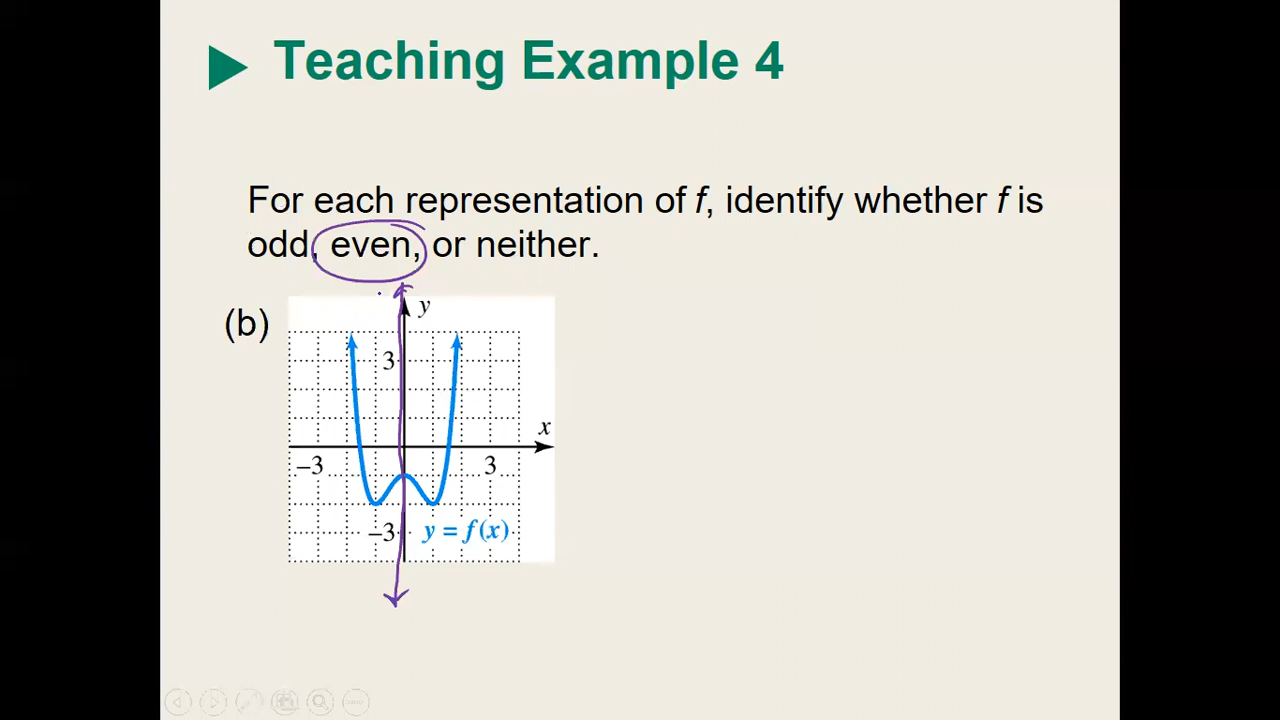 Teaching Example 4
For each representation of f, identify whether f is
odd, even, or neither.
(b)
y
3
x
–3
3
–3
y = f(x)